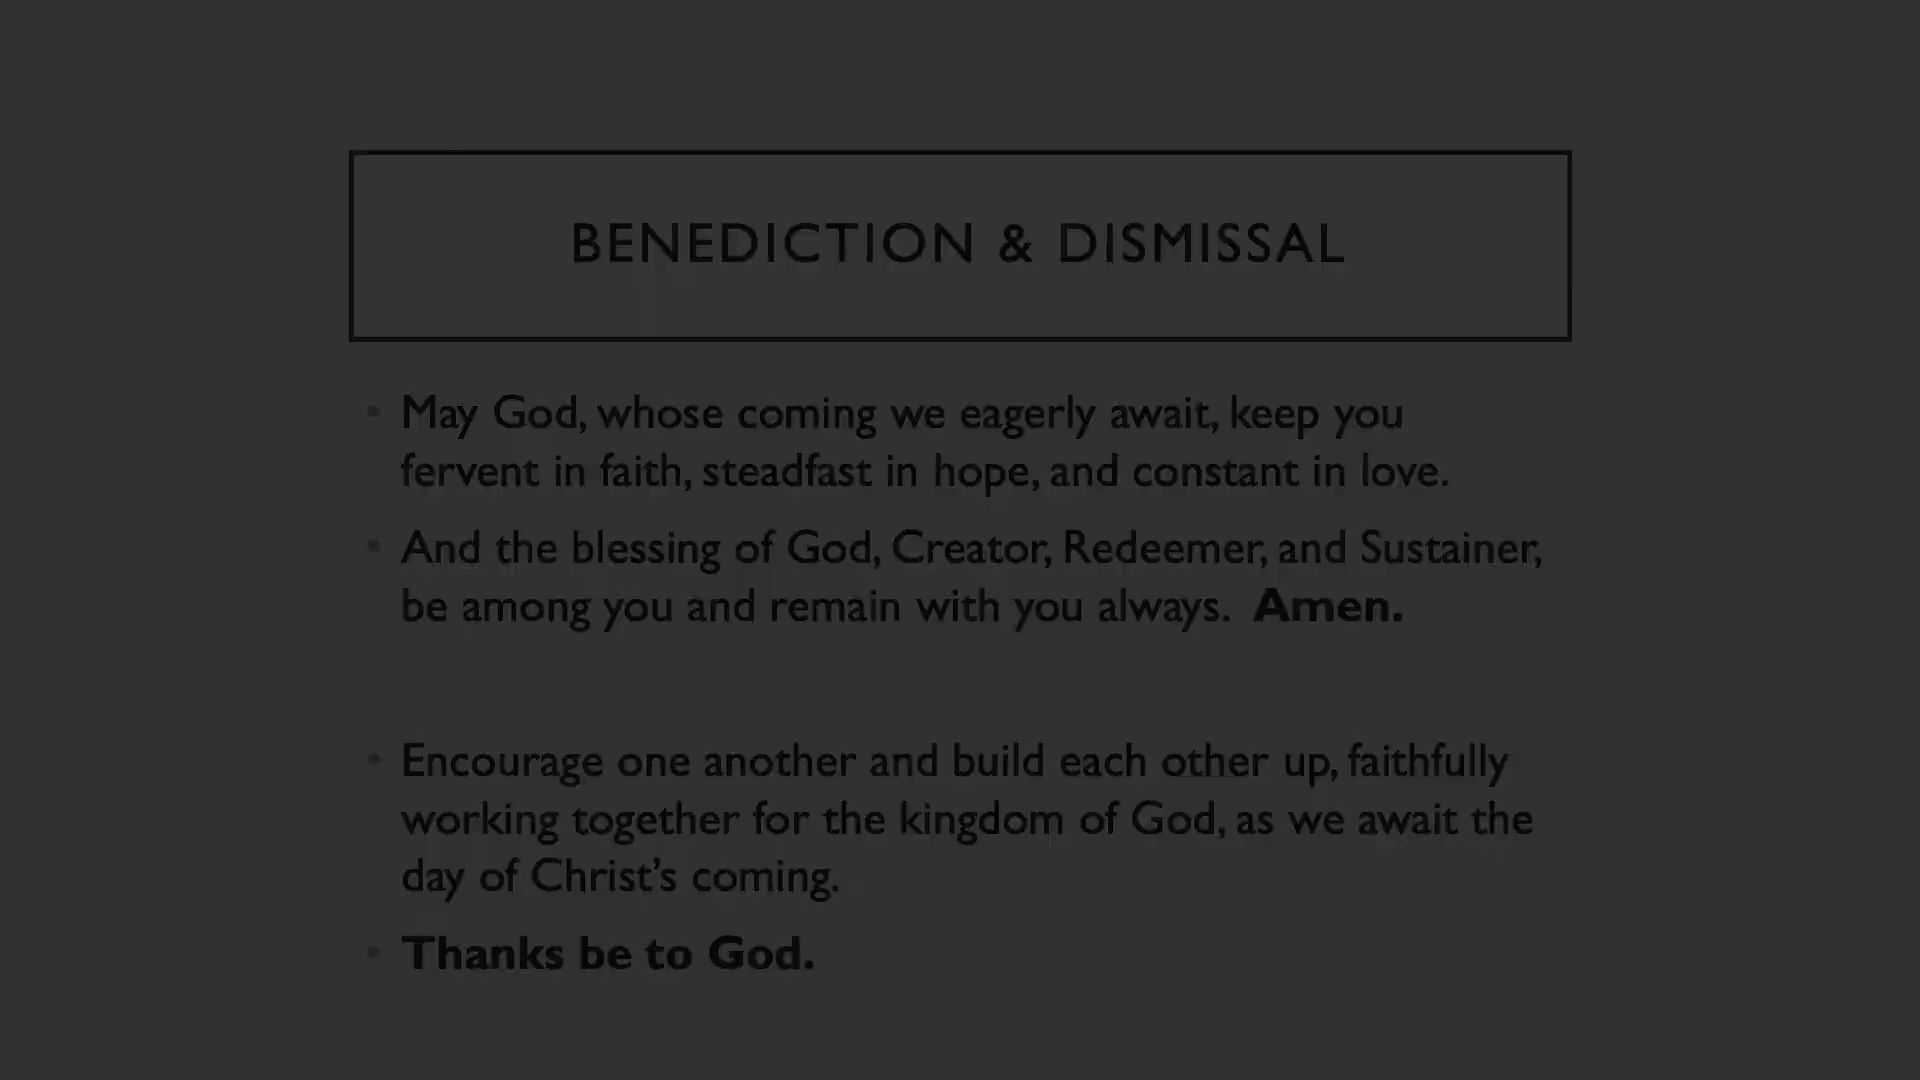 BENEDICTION & DISMISSAL
• May God, whose coming we eagerly await, keep you
fervent in faith, steadfast in hope, and constant in love.
• And the blessing of God, Creator, Redeemer, and Sustainer,
be among you and remain with you always.  Amen.
• Encourage one another and build each other up, faithfully
working together for the kingdom of God, as we await the
day of Christ’s coming.
• Thanks be to God.